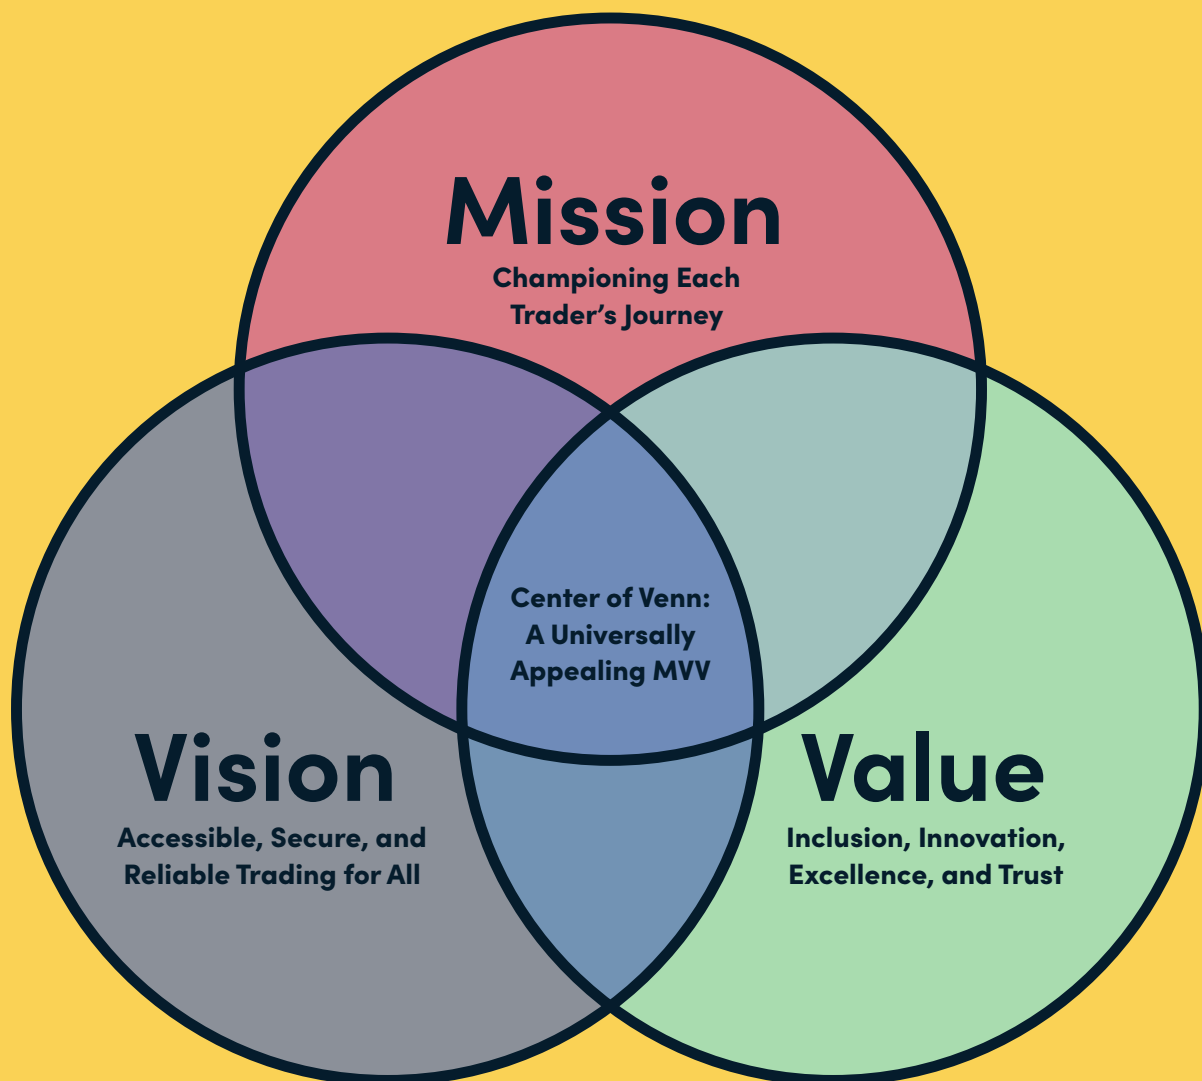 Mission
Championing Each
Trader’s Journey
Center of Venn:
A Universally
Appealing MVV
Vision
Accessible, Secure, and
Reliable Trading for All
Value
Inclusion, Innovation,
Excellence, and Trust